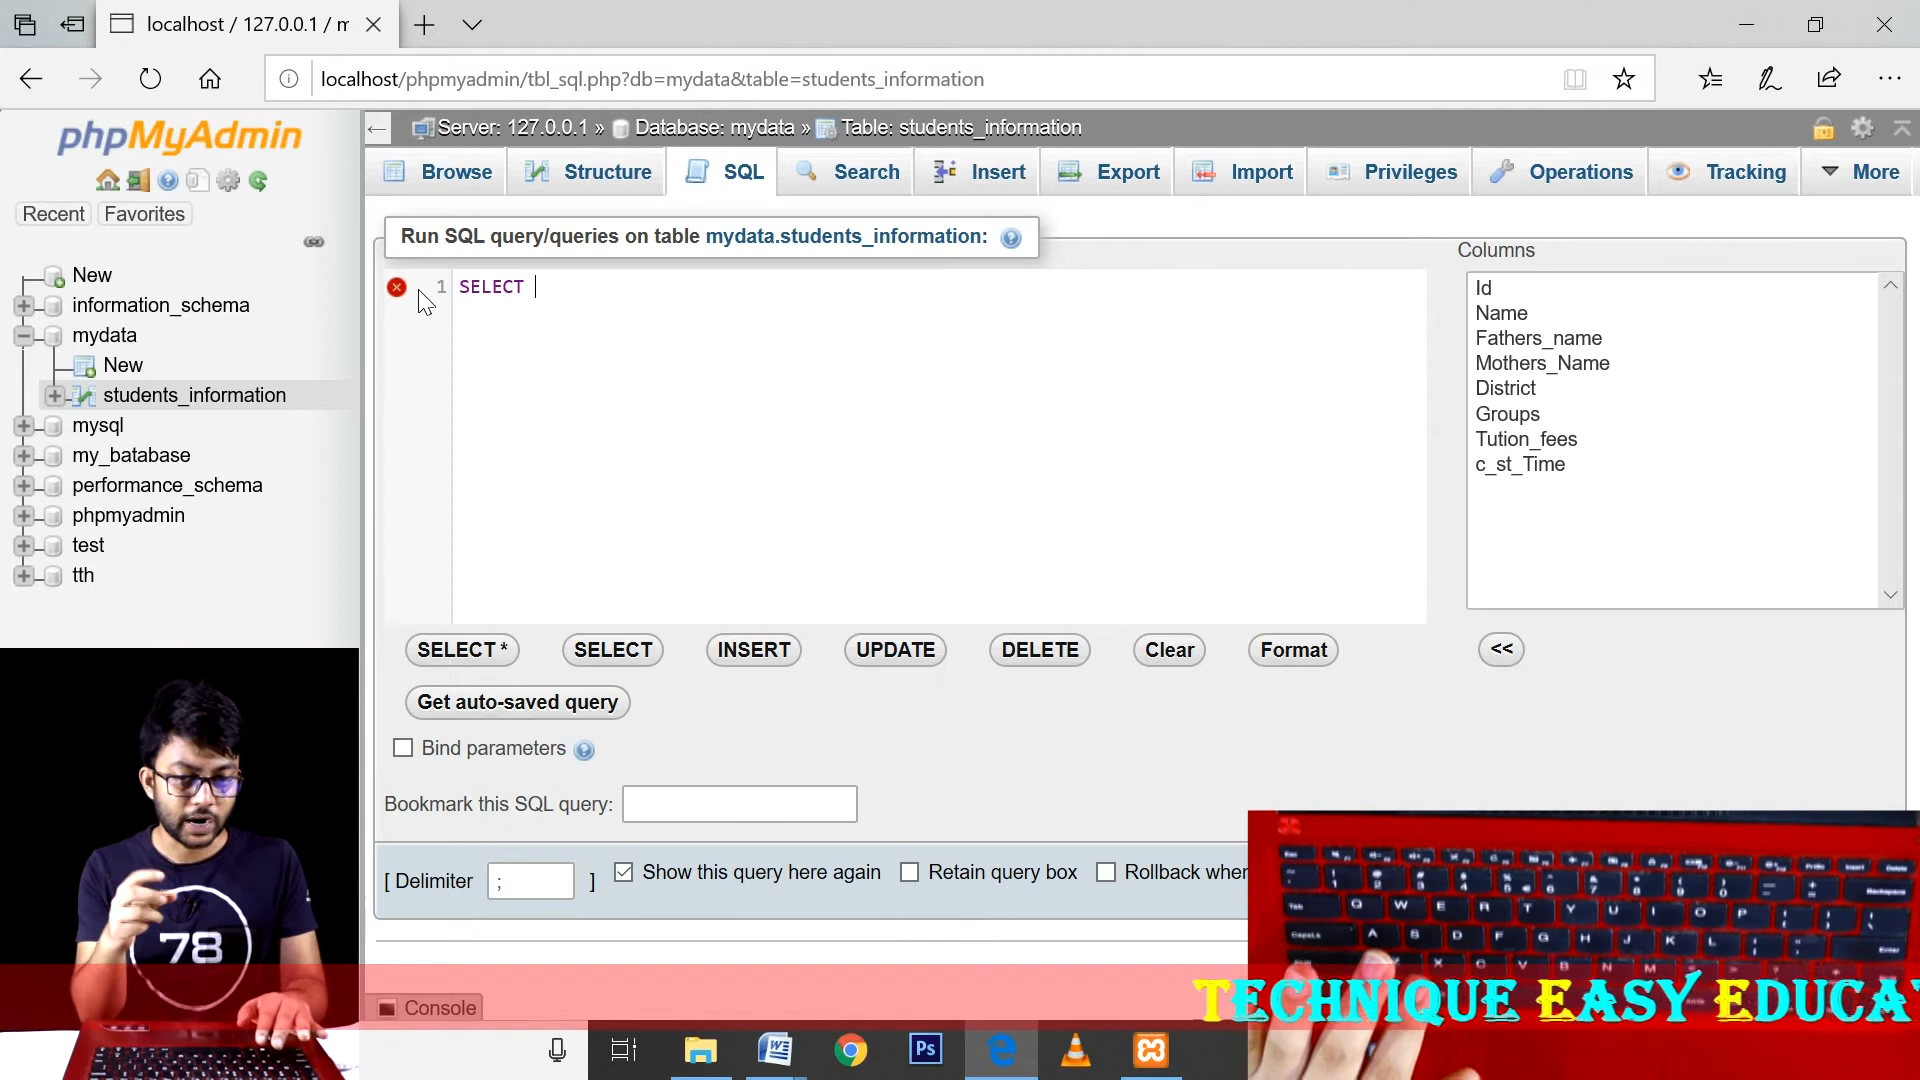 localhost / 127.0.0.1 / m
localhost/phpmyadmin/tbl_sql.php?db=mydata&table=students_information
phpMyAdmin
Recent Favorites
New
information_schema
mydata
New
students_information
mysql
my_batabase
performance_schema
phpmyadmin
test
tth
Server: 127.0.0.1 » Database: mydata » Table: students_information
Browse Structure SQL Search Insert Export Import Privileges Operations Tracking More
Run SQL query/queries on table mydata.students_information:
1 SELECT
Columns
Id
Name
Fathers_name
Mothers_Name
District
Groups
Tution_fees
c_st_Time
SELECT * SELECT INSERT UPDATE DELETE Clear Format <<
Get auto-saved query
Bind parameters
Bookmark this SQL query:
[ Delimiter ; ] Show this query here again Retain query box Rollback wher
Console
78
TECHNIQUE EASY EDUCA
Ps